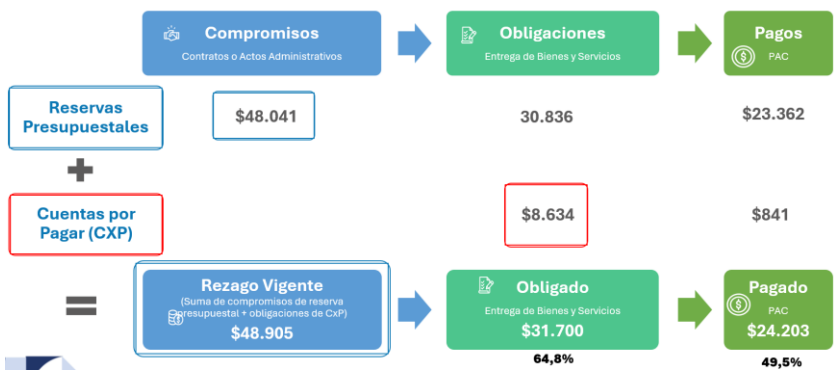 Compromisos
Contratos o Actos Administrativos
Obligaciones
Entrega de Bienes y Servicios
Pagos
PAC
Reservas
Presupuestales
$48.041
30.836
$23.362
Cuentas por
Pagar (CXP)
$8.634
$841
Rezago Vigente
(Suma de compromisos de reserva
presupuestal + obligaciones de CxP)
$48.905
Obligado
Entrega de Bienes y Servicios
$31.700
Pagado
PAC
$24.203
64,8%
49,5%